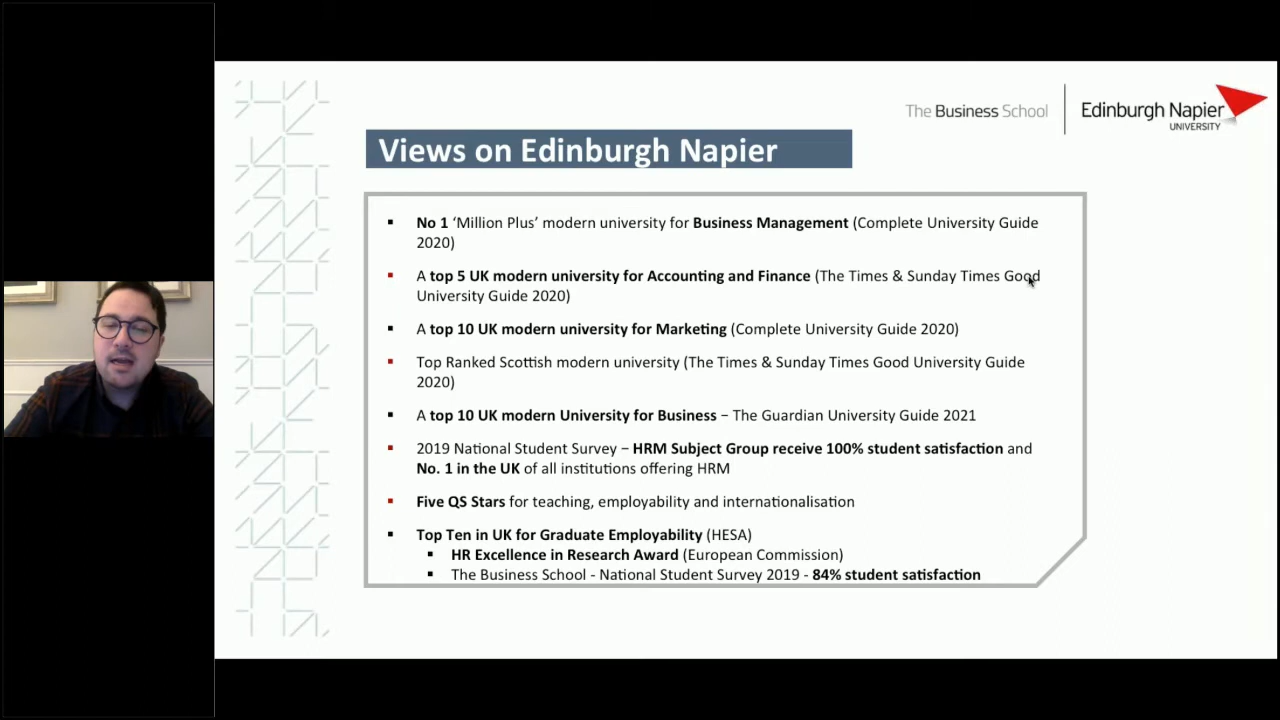 The Business School
Edinburgh Napier
UNIVERSITY
Views on Edinburgh Napier
No 1 ‘Million Plus’ modern university for Business Management (Complete University Guide
2020)
A top 5 UK modern university for Accounting and Finance (The Times & Sunday Times Good
University Guide 2020)
A top 10 UK modern university for Marketing (Complete University Guide 2020)
Top Ranked Scottish modern university (The Times & Sunday Times Good University Guide
2020)
A top 10 UK modern University for Business – The Guardian University Guide 2021
2019 National Student Survey – HRM Subject Group receive 100% student satisfaction and
No. 1 in the UK of all institutions offering HRM
Five QS Stars for teaching, employability and internationalisation
Top Ten in UK for Graduate Employability (HESA)
HR Excellence in Research Award (European Commission)
The Business School - National Student Survey 2019 - 84% student satisfaction